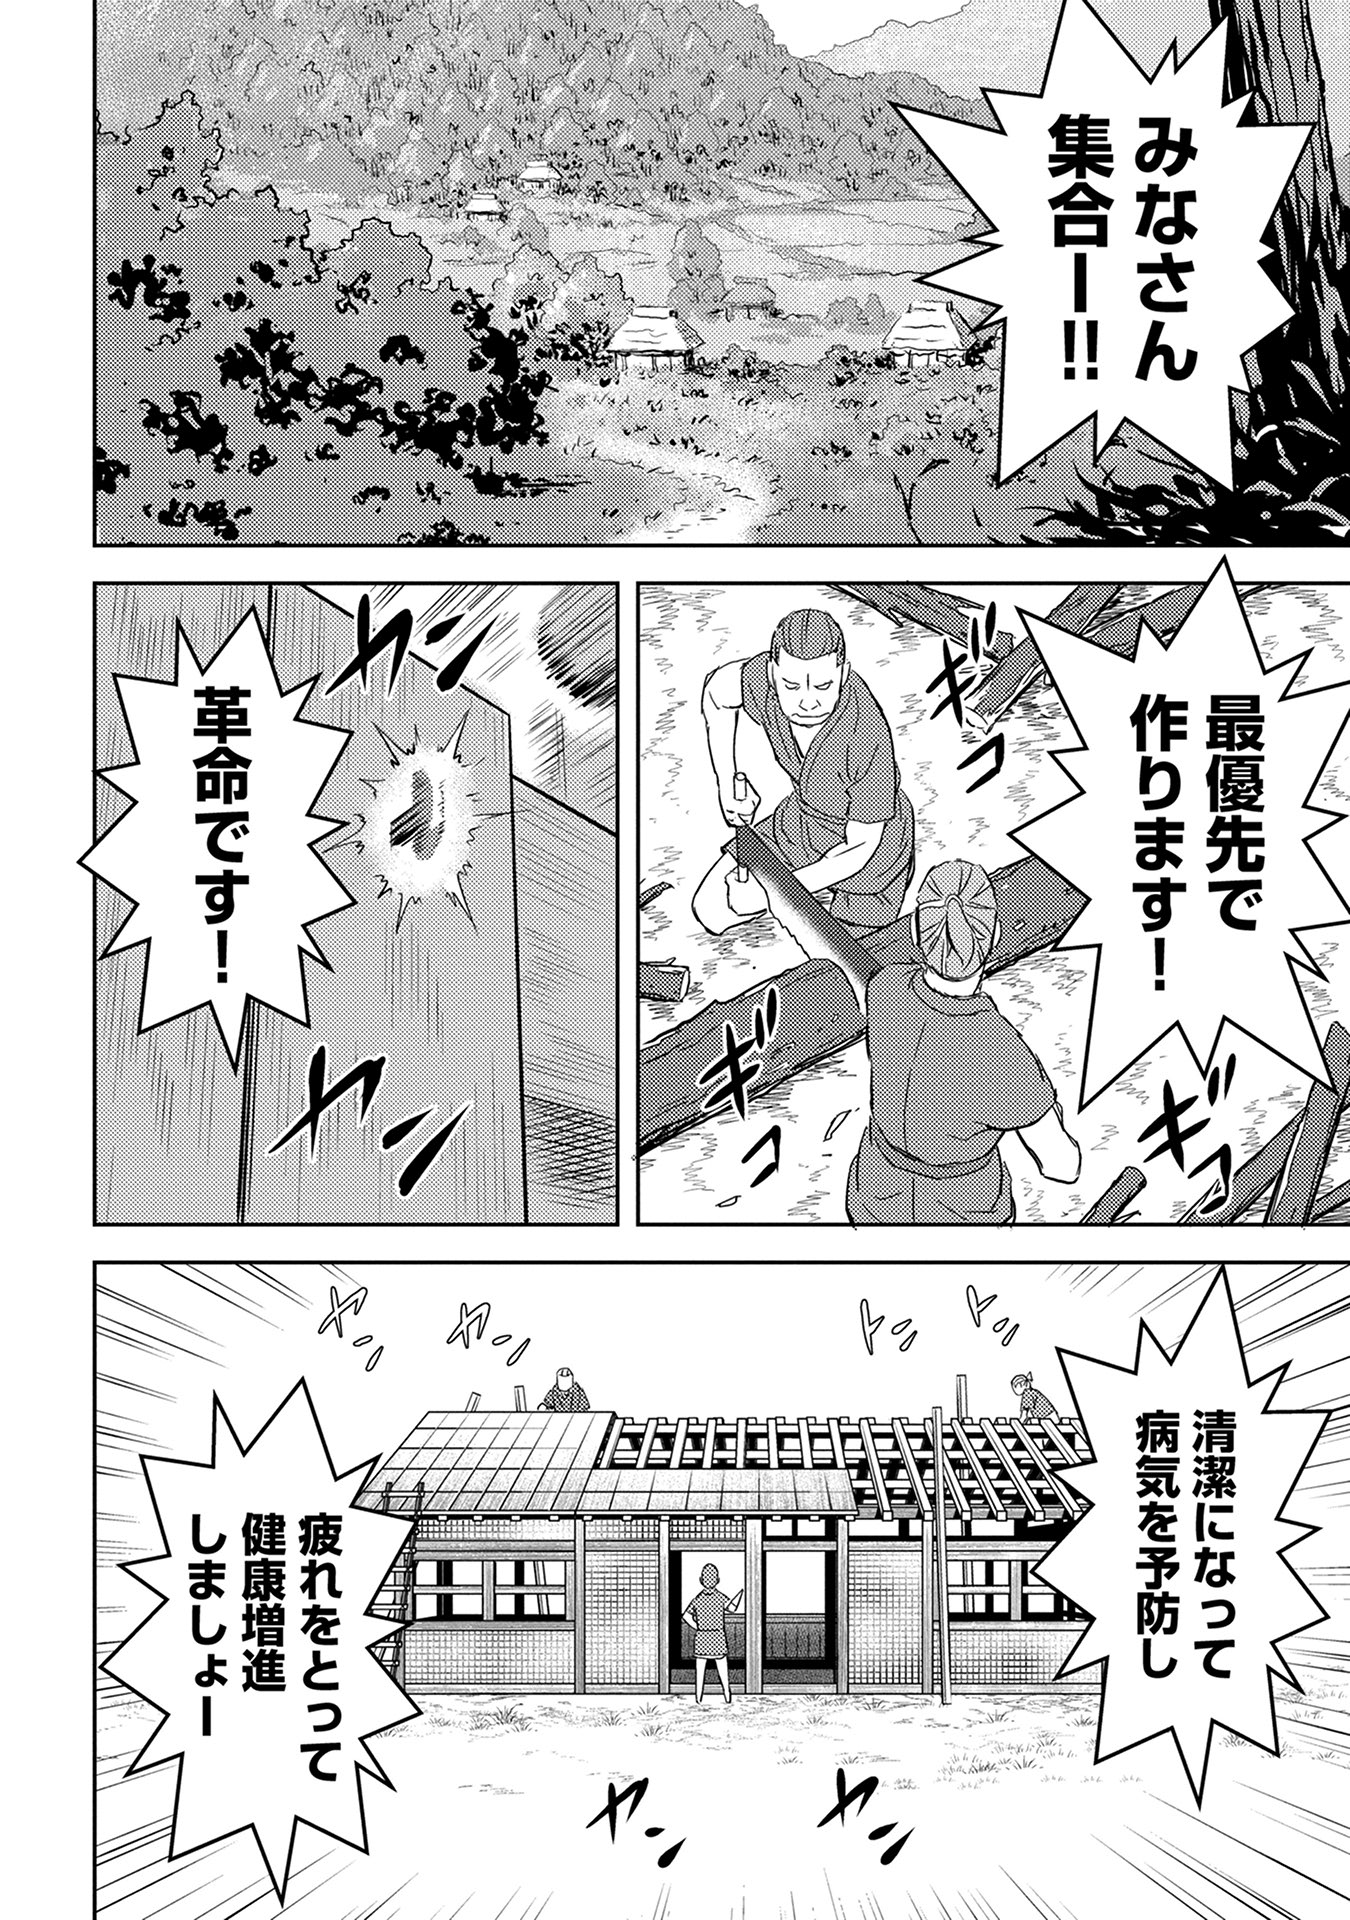 みなさん
集合ー!!
最優先で
作ります!
ギコ
ギコ
ギコ
革命です!
カン
カン
清潔になって
病気を予防し
疲れをとって
健康増進
しましょー
トン
トン
カン
カン
カン
カン